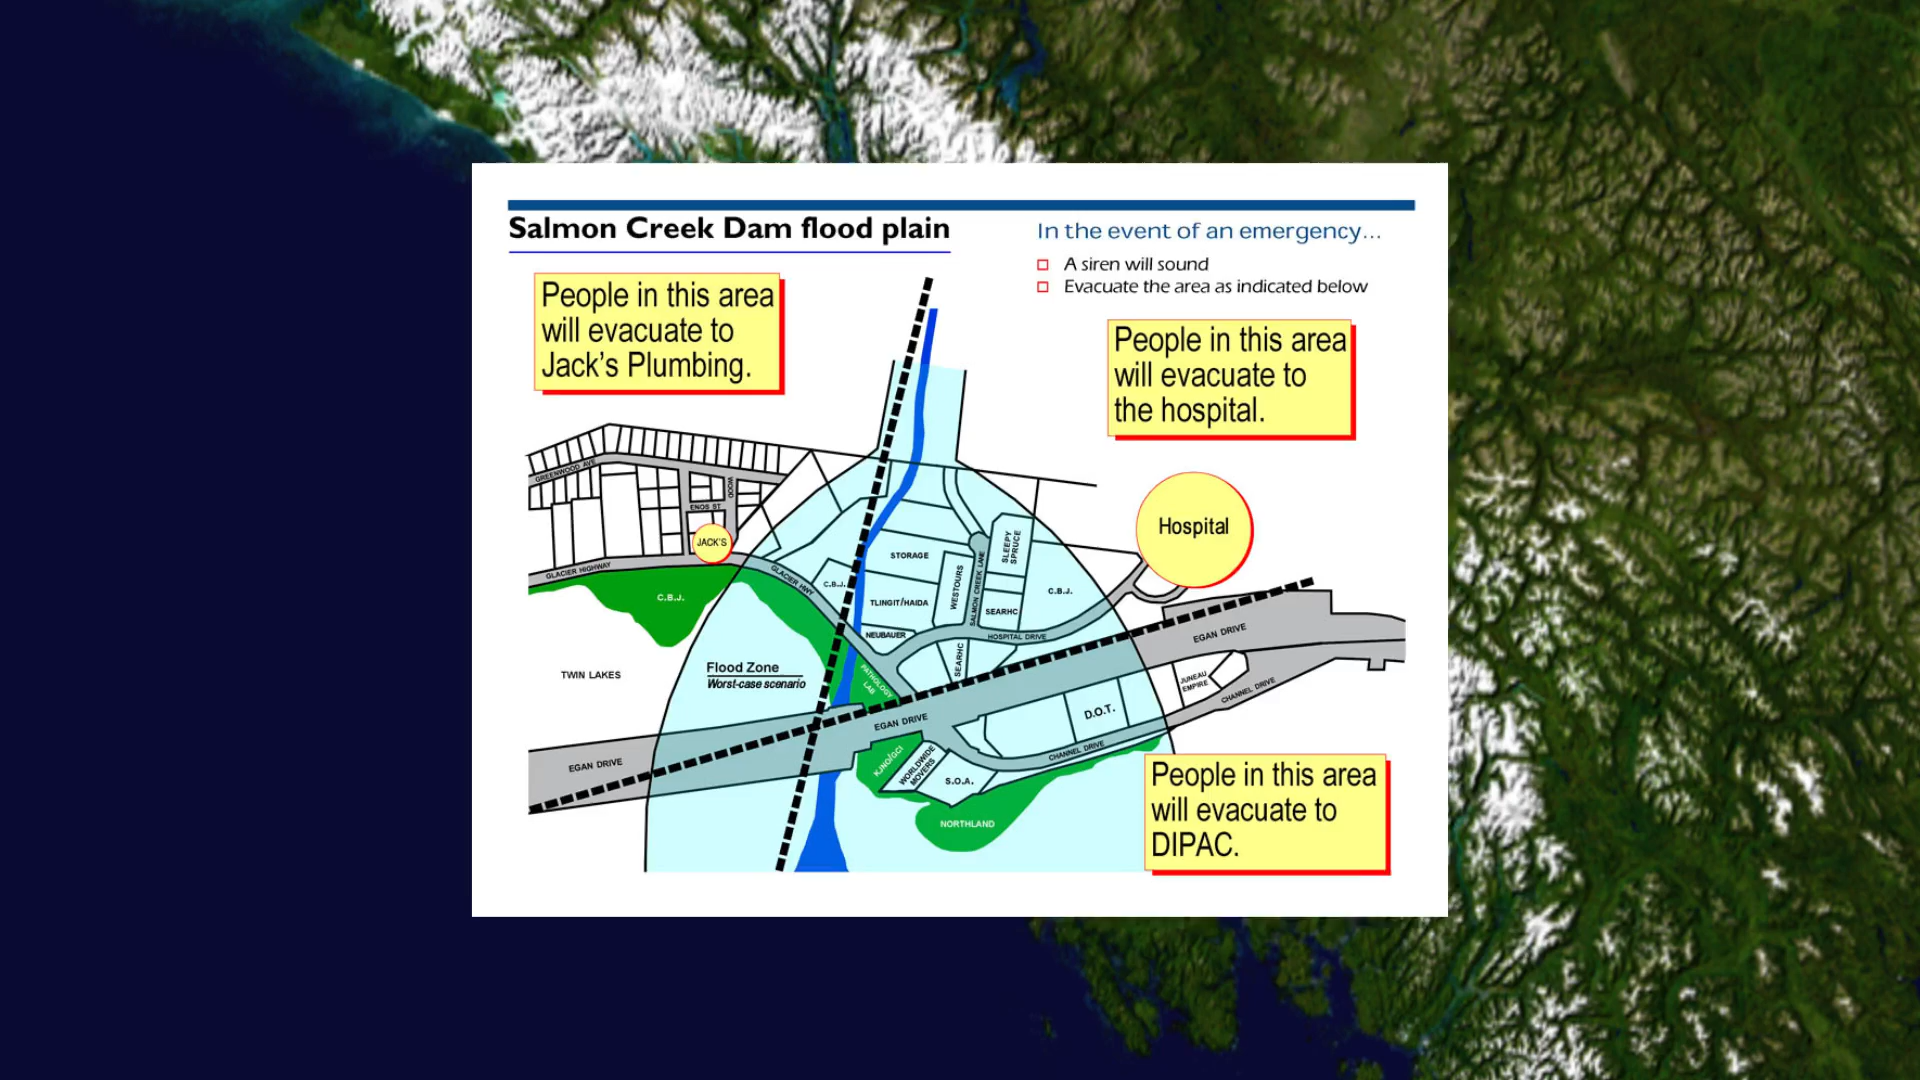 Salmon Creek Dam flood plain
In the event of an emergency...
A siren will sound
Evacuate the area as indicated below
People in this area
will evacuate to
Jack's Plumbing.
People in this area
will evacuate to
the hospital.
GREENWOOD AVE
WOOD
ENOS ST
JACK'S
GLACIER HIGHWAY
C.B.J.
GLACIER HWY
C.B.J.
STORAGE
TLINGIT/HAIDA
NEUBAUER
WESTOURS
SALMON CREEK LANE
SLEEPY
SPRUCE
SEARHC
C.B.J.
HOSPITAL DRIVE
SEARHC
Hospital
EGAN DRIVE
TWIN LAKES
Flood Zone
Worst-case scenario
PATHOLOGY
LAB
EGAN DRIVE
EGAN DRIVE
JUNEAU
EMPIRE
CHANNEL DRIVE
D.O.T.
CHANNEL DRIVE
KJNO/GCI
WORLDWIDE
MOVERS
S.O.A.
NORTHLAND
People in this area
will evacuate to
DIPAC.